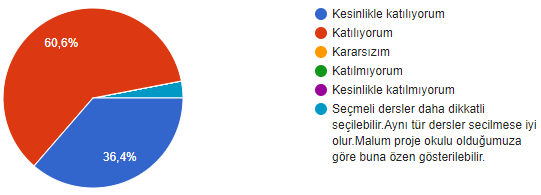 60,6%
36,4%
Kesinlikle katılıyorum
Katılıyorum
Kararsızım
Katılmıyorum
Kesinlikle katılmıyorum
Seçmeli dersler daha dikkatli
seçilebilir.Aynı tür dersler secilmese iyi
olur.Malum proje okulu olduğumuza
göre buna özen gösterilebilir.